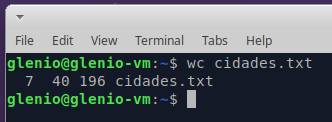 File Edit View Terminal Tabs Help
glenio@glenio-vm:~$ wc cidades.txt
  7  40 196 cidades.txt
glenio@glenio-vm:~$